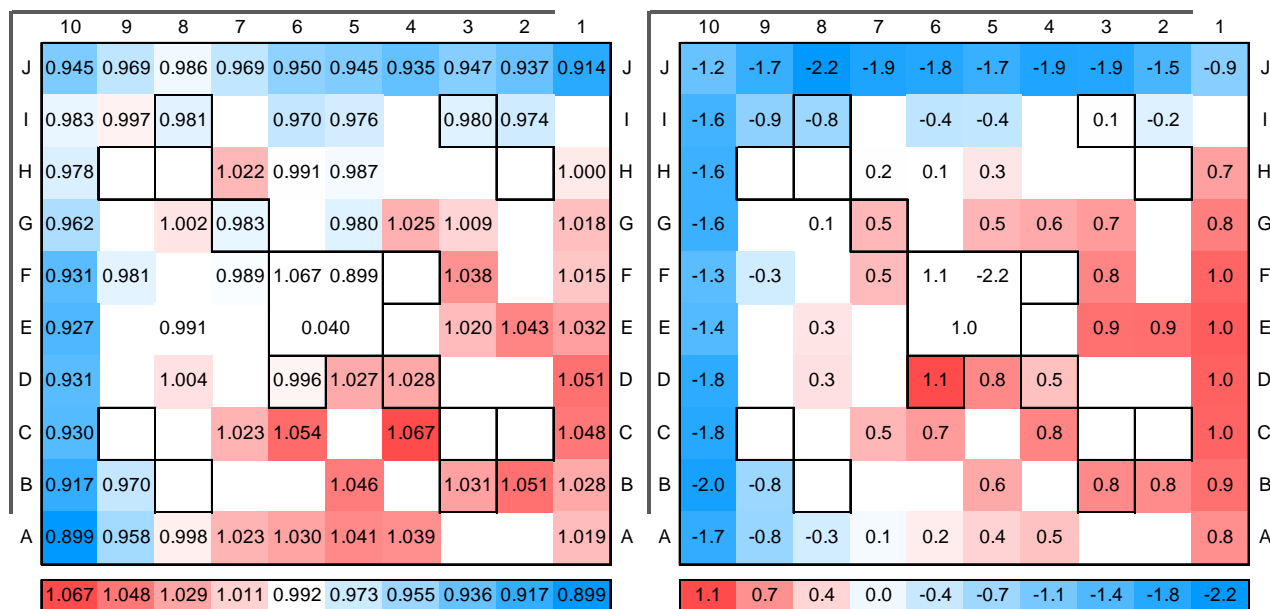 10 9 8 7 6 5 4 3 2 1 10 9 8 7 6 5 4 3 2 1
J 0.945 0.969 0.986 0.969 0.950 0.945 0.935 0.947 0.937 0.914 J J -1.2 -1.7 -2.2 -1.9 -1.8 -1.7 -1.9 -1.9 -1.5 -0.9 J
I 0.983 0.997 0.981 0.970 0.976 0.980 0.974 I I -1.6 -0.9 -0.8 -0.4 -0.4 0.1 -0.2 I
H 0.978 1.022 0.991 0.987 1.000 H H -1.6 0.2 0.1 0.3 0.7 H
G 0.962 1.002 0.983 0.980 1.025 1.009 1.018 G G -1.6 0.1 0.5 0.5 0.6 0.7 0.8 G
F 0.931 0.981 0.989 1.067 0.899 1.038 1.015 F F -1.3 -0.3 0.5 1.1 -2.2 0.8 1.0 F
E 0.927 0.991 0.040 1.020 1.043 1.032 E E -1.4 0.3 1.0 0.9 0.9 1.0 E
D 0.931 1.004 0.996 1.027 1.028 1.051 D D -1.8 0.3 1.1 0.8 0.5 1.0 D
C 0.930 1.023 1.054 1.067 1.048 C C -1.8 0.5 0.7 0.8 1.0 C
B 0.917 0.970 1.046 1.031 1.051 1.028 B B -2.0 -0.8 0.6 0.8 0.8 0.9 B
A 0.899 0.958 0.998 1.023 1.030 1.041 1.039 1.019 A A -1.7 -0.8 -0.3 0.1 0.2 0.4 0.5 0.8 A
1.067 1.048 1.029 1.011 0.992 0.973 0.955 0.936 0.917 0.899 1.1 0.7 0.4 0.0 -0.4 -0.7 -1.1 -1.4 -1.8 -2.2